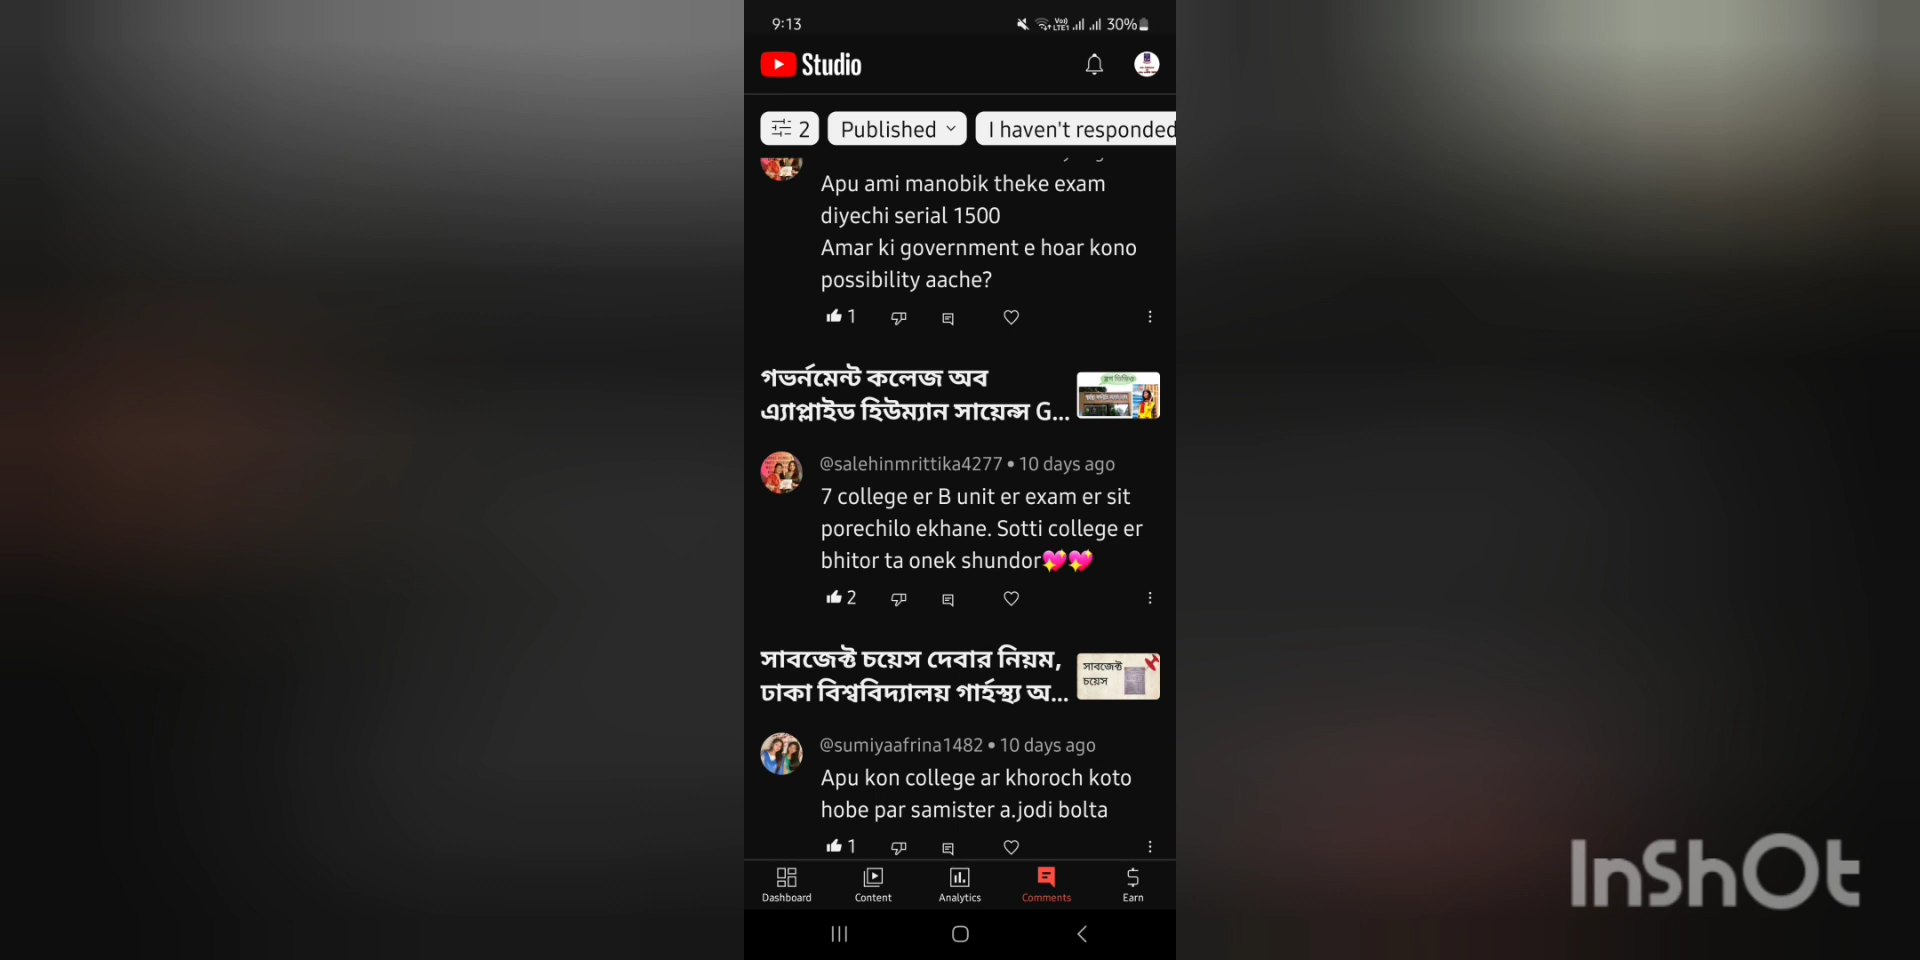 9:13
Vo)) LTE1 30%
Studio
2 Published I haven't responded
Apu ami manobik theke exam
diyechi serial 1500
Amar ki government e hoar kono
possibility aache?
1
গভর্নমেন্ট কলেজ অব
এ্যাপ্লাইড হিউম্যান সায়েন্স G...
@salehinmrittika4277 • 10 days ago
7 college er B unit er exam er sit
porechilo ekhane. Sotti college er
bhitor ta onek shundor💖💖
2
সাবজেক্ট চয়েস দেবার নিয়ম,
ঢাকা বিশ্ববিদ্যালয় গার্হস্থ্য অ...
সাবজেক্ট
চয়েস
@sumiyaafrina1482 • 10 days ago
Apu kon college ar khoroch koto
hobe par samister a.jodi bolta
1
Dashboard Content Analytics Comments Earn
InShOt